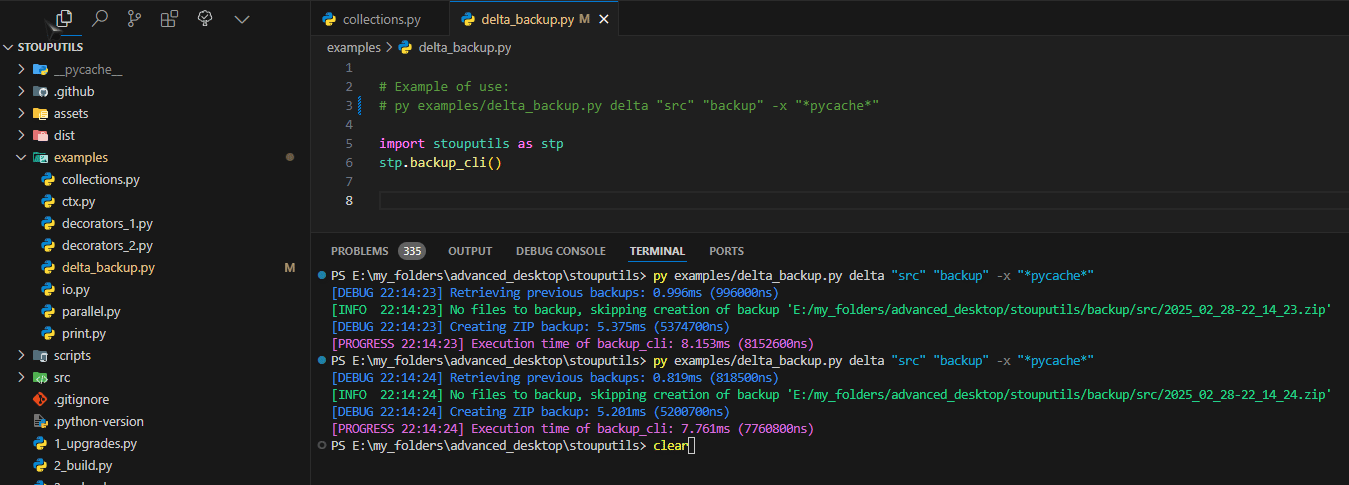 STOUPUTILS
__pycache__
.github
assets
dist
examples
collections.py
ctx.py
decorators_1.py
decorators_2.py
delta_backup.py M
io.py
parallel.py
print.py
scripts
src
.gitignore
.python-version
1_upgrades.py
2_build.py
collections.py
delta_backup.py M
examples > delta_backup.py
1
2 # Example of use:
3 # py examples/delta_backup.py delta "src" "backup" -x "*pycache*"
4
5 import stouputils as stp
6 stp.backup_cli()
7
8
PROBLEMS 335 OUTPUT DEBUG CONSOLE TERMINAL PORTS
PS E:\my_folders\advanced_desktop\stouputils> py examples/delta_backup.py delta "src" "backup" -x "*pycache*"
[DEBUG 22:14:23] Retrieving previous backups: 0.996ms (996000ns)
[INFO  22:14:23] No files to backup, skipping creation of backup 'E:/my_folders/advanced_desktop/stouputils/backup/src/2025_02_28-22_14_23.zip'
[DEBUG 22:14:23] Creating ZIP backup: 5.375ms (5374700ns)
[PROGRESS 22:14:23] Execution time of backup_cli: 8.153ms (8152600ns)
PS E:\my_folders\advanced_desktop\stouputils> py examples/delta_backup.py delta "src" "backup" -x "*pycache*"
[DEBUG 22:14:24] Retrieving previous backups: 0.819ms (818500ns)
[INFO  22:14:24] No files to backup, skipping creation of backup 'E:/my_folders/advanced_desktop/stouputils/backup/src/2025_02_28-22_14_24.zip'
[DEBUG 22:14:24] Creating ZIP backup: 5.201ms (5200700ns)
[PROGRESS 22:14:24] Execution time of backup_cli: 7.761ms (7760800ns)
PS E:\my_folders\advanced_desktop\stouputils> clear